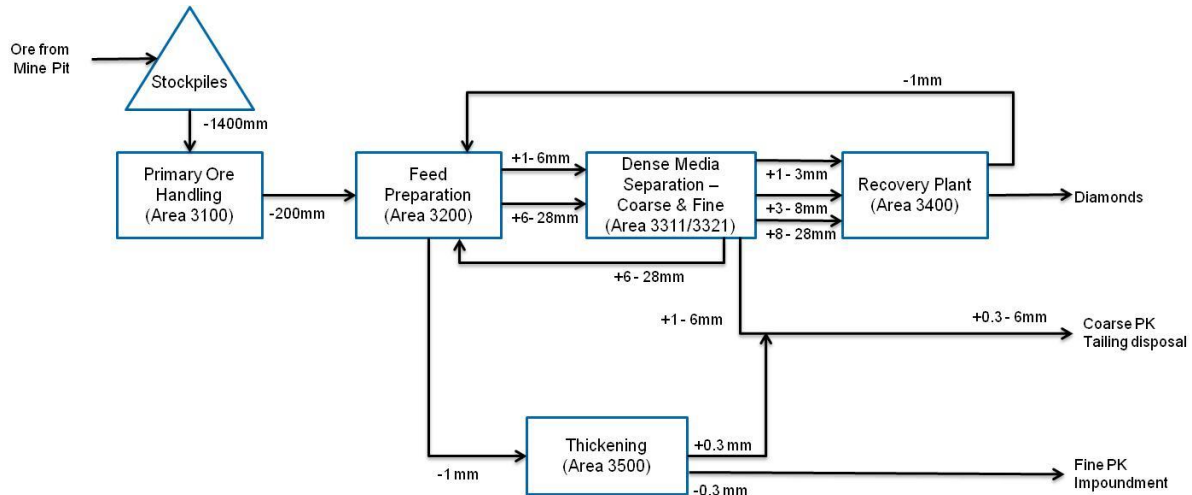 Ore from
Mine Pit
Stockpiles
-1400mm
-1mm
Primary Ore
Handling
(Area 3100)
-200mm
Feed
Preparation
(Area 3200)
+1- 6mm
+6- 28mm
Dense Media
Separation –
Coarse & Fine
(Area 3311/3321)
+1 - 3mm
+3 - 8mm
+8 - 28mm
Recovery Plant
(Area 3400)
Diamonds
+6 - 28mm
+1 - 6mm
+0.3 - 6mm
Coarse PK
Tailing disposal
-1 mm
Thickening
(Area 3500)
+0.3 mm
-0.3 mm
Fine PK
Impoundment